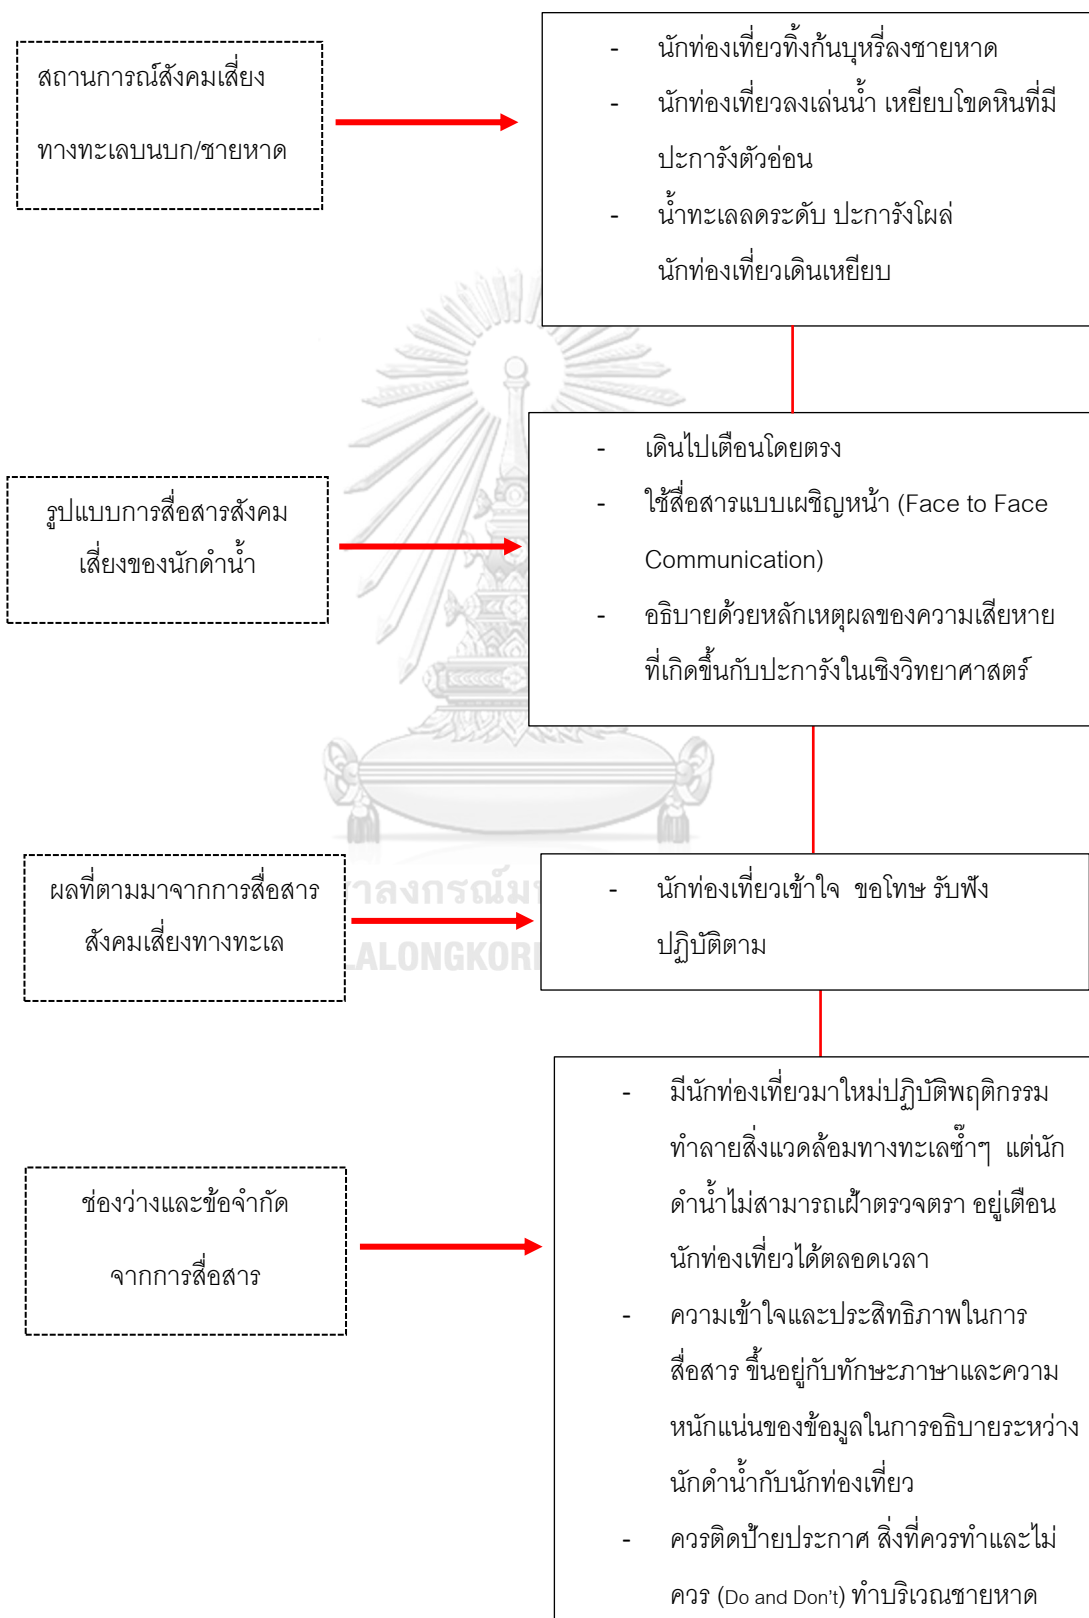 สถานการณ์สังคมเสี่ยง
ทางทะเลบนบก/ชายหาด
- นักท่องเที่ยวทิ้งก้นบุหรี่ลงชายหาด
- นักท่องเที่ยวลงเล่นน้ำ เหยียบโขดหินที่มี
ปะการังตัวอ่อน
- น้ำทะเลลดระดับ ปะการังโผล่
นักท่องเที่ยวเดินเหยียบ
รูปแบบการสื่อสารสังคม
เสี่ยงของนักดำน้ำ
- เดินไปเตือนโดยตรง
- ใช้สื่อสารแบบเผชิญหน้า (Face to Face
Communication)
- อธิบายด้วยหลักเหตุผลของความเสียหาย
ที่เกิดขึ้นกับปะการังในเชิงวิทยาศาสตร์
ผลที่ตามมาจากการสื่อสาร
สังคมเสี่ยงทางทะเล
าลงกรณ์ม
LALONGKOR
- นักท่องเที่ยวเข้าใจ ขอโทษ รับฟัง
ปฏิบัติตาม
ช่องว่างและข้อจำกัด
จากการสื่อสาร
- มีนักท่องเที่ยวมาใหม่ปฏิบัติพฤติกรรม
ทำลายสิ่งแวดล้อมทางทะเลซ้ำๆ แต่นัก
ดำน้ำไม่สามารถเฝ้าตรวจตรา อยู่เตือน
นักท่องเที่ยวได้ตลอดเวลา
- ความเข้าใจและประสิทธิภาพในการ
สื่อสาร ขึ้นอยู่กับทักษะภาษาและความ
หนักแน่นของข้อมูลในการอธิบายระหว่าง
นักดำน้ำกับนักท่องเที่ยว
- ควรติดป้ายประกาศ สิ่งที่ควรทำและไม่
ควร (Do and Don't) ทำบริเวณชายหาด